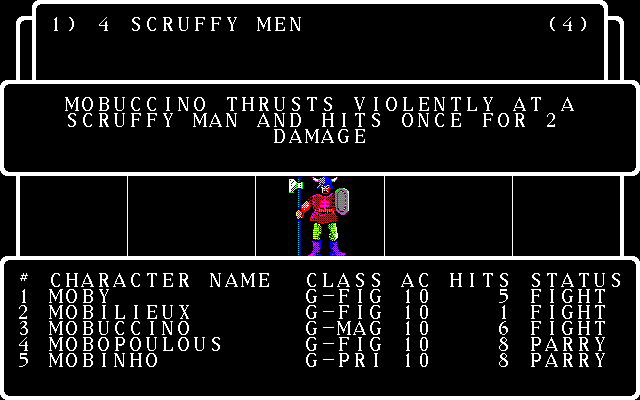 1) 4 SCRUFFY MEN (4)
MOBUCCINO THRUSTS VIOLENTLY AT A
SCRUFFY MAN AND HITS ONCE FOR 2
DAMAGE
# CHARACTER NAME CLASS AC HITS STATUS
1 MOBY G-FIG 10 5 FIGHT
2 MOBILIEUX G-FIG 10 1 FIGHT
3 MOBUCCINO G-MAG 10 6 FIGHT
4 MOBOPOULOUS G-FIG 10 8 PARRY
5 MOBINHO G-PRI 10 8 PARRY